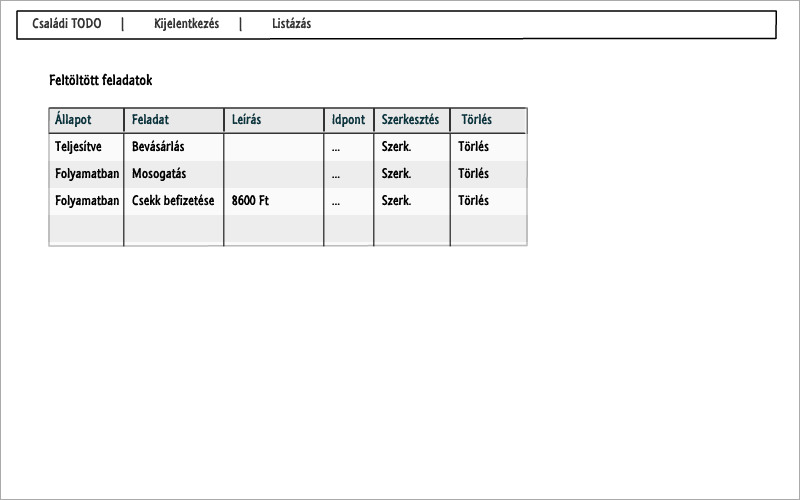 Családi TODO | Kijelentkezés | Listázás
Feltöltött feladatok
Állapot Feladat Leírás Idpont Szerkesztés Törlés
Teljesítve Bevásárlás ... Szerk. Törlés
Folyamatban Mosogatás ... Szerk. Törlés
Folyamatban Csekk befizetése 8600 Ft ... Szerk. Törlés